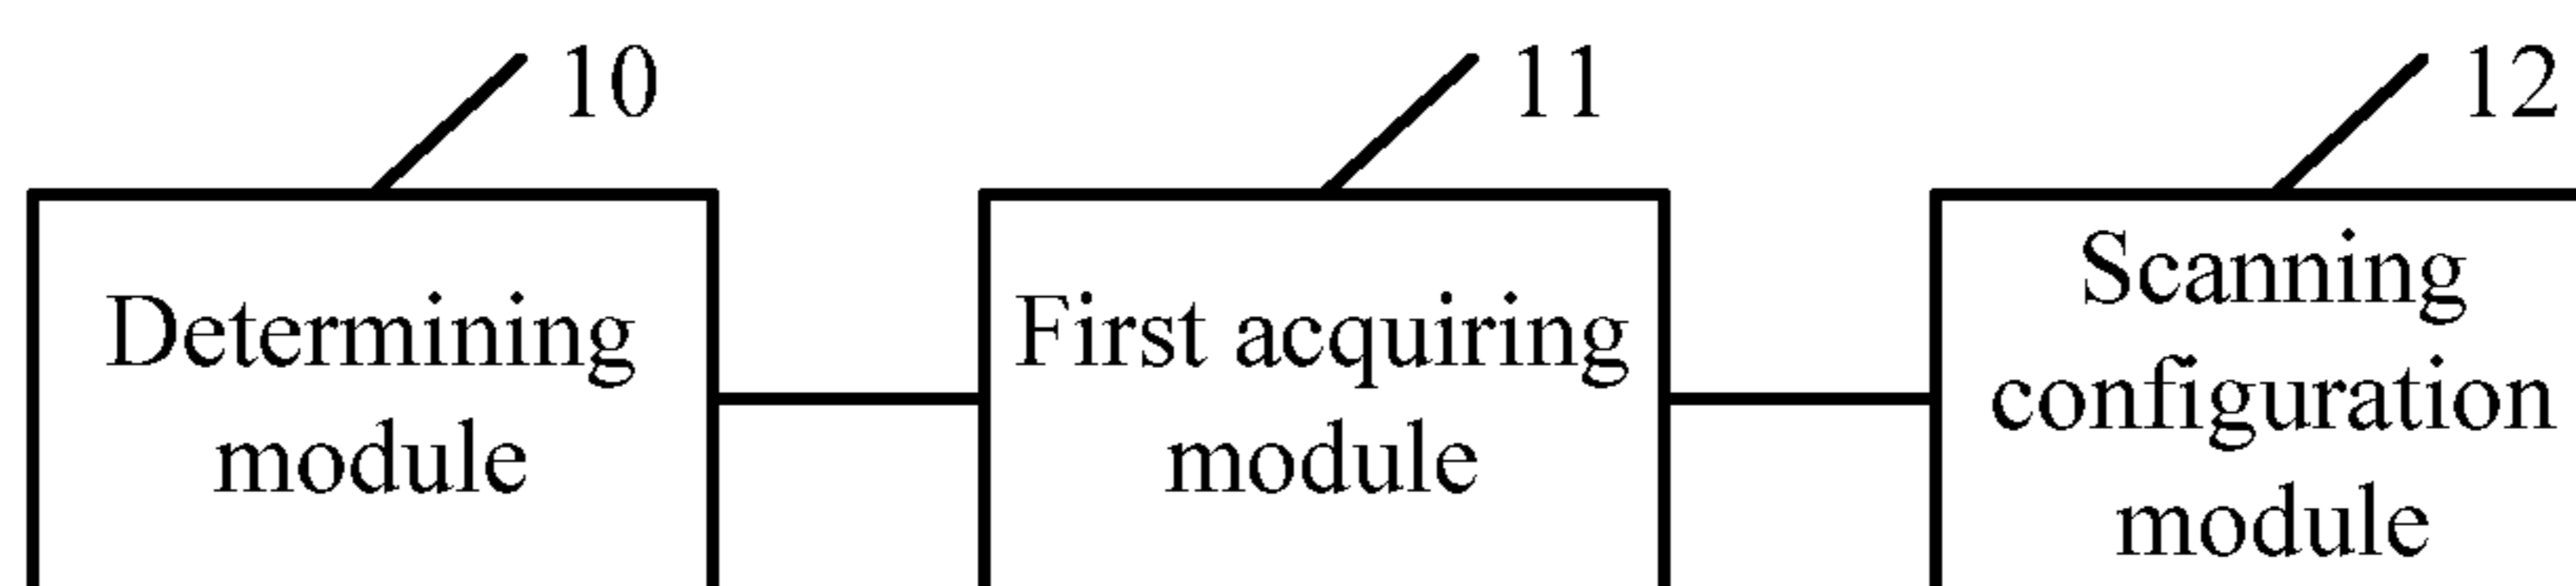 10
11
12
Determining
module
First acquiring
module
Scanning
configuration
module